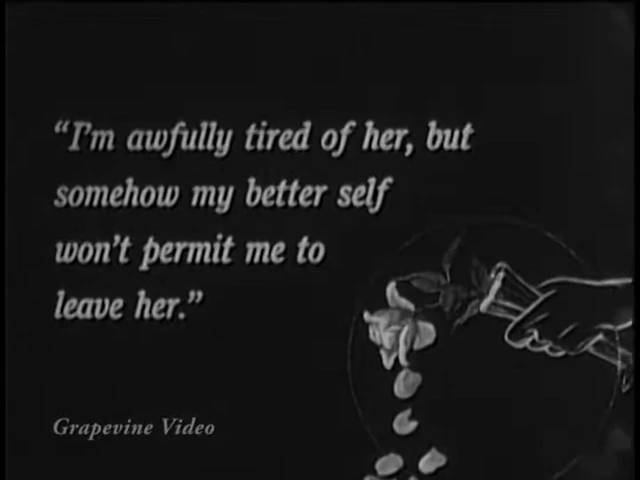 “I’m awfully tired of her, but
somehow my better self
won’t permit me to
leave her.”
Grapevine Video